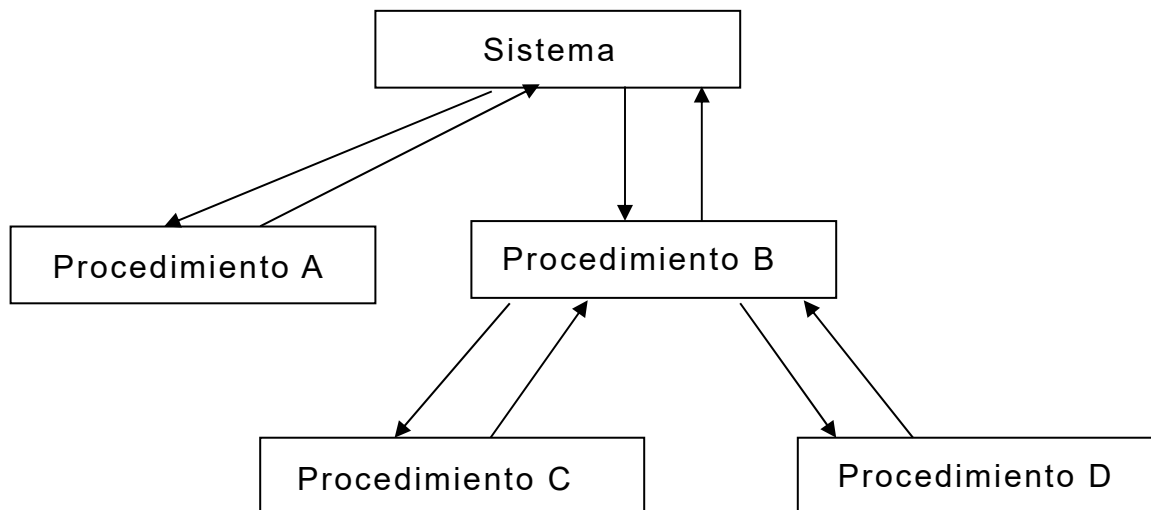 Sistema
Procedimiento A
Procedimiento B
Procedimiento C
Procedimiento D